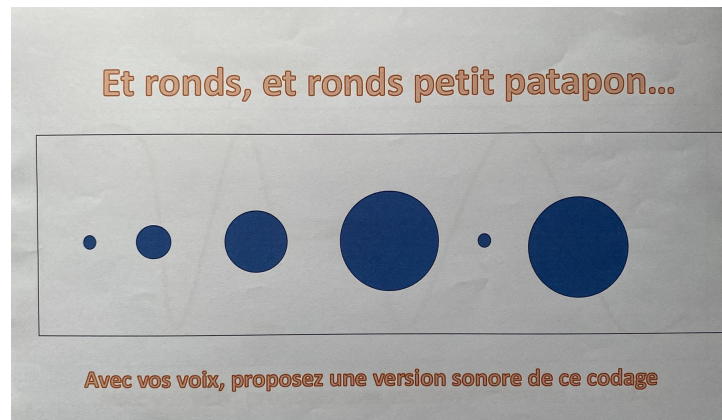 Et ronds, et ronds petit patapon...
Avec vos voix, proposez une version sonore de ce codage